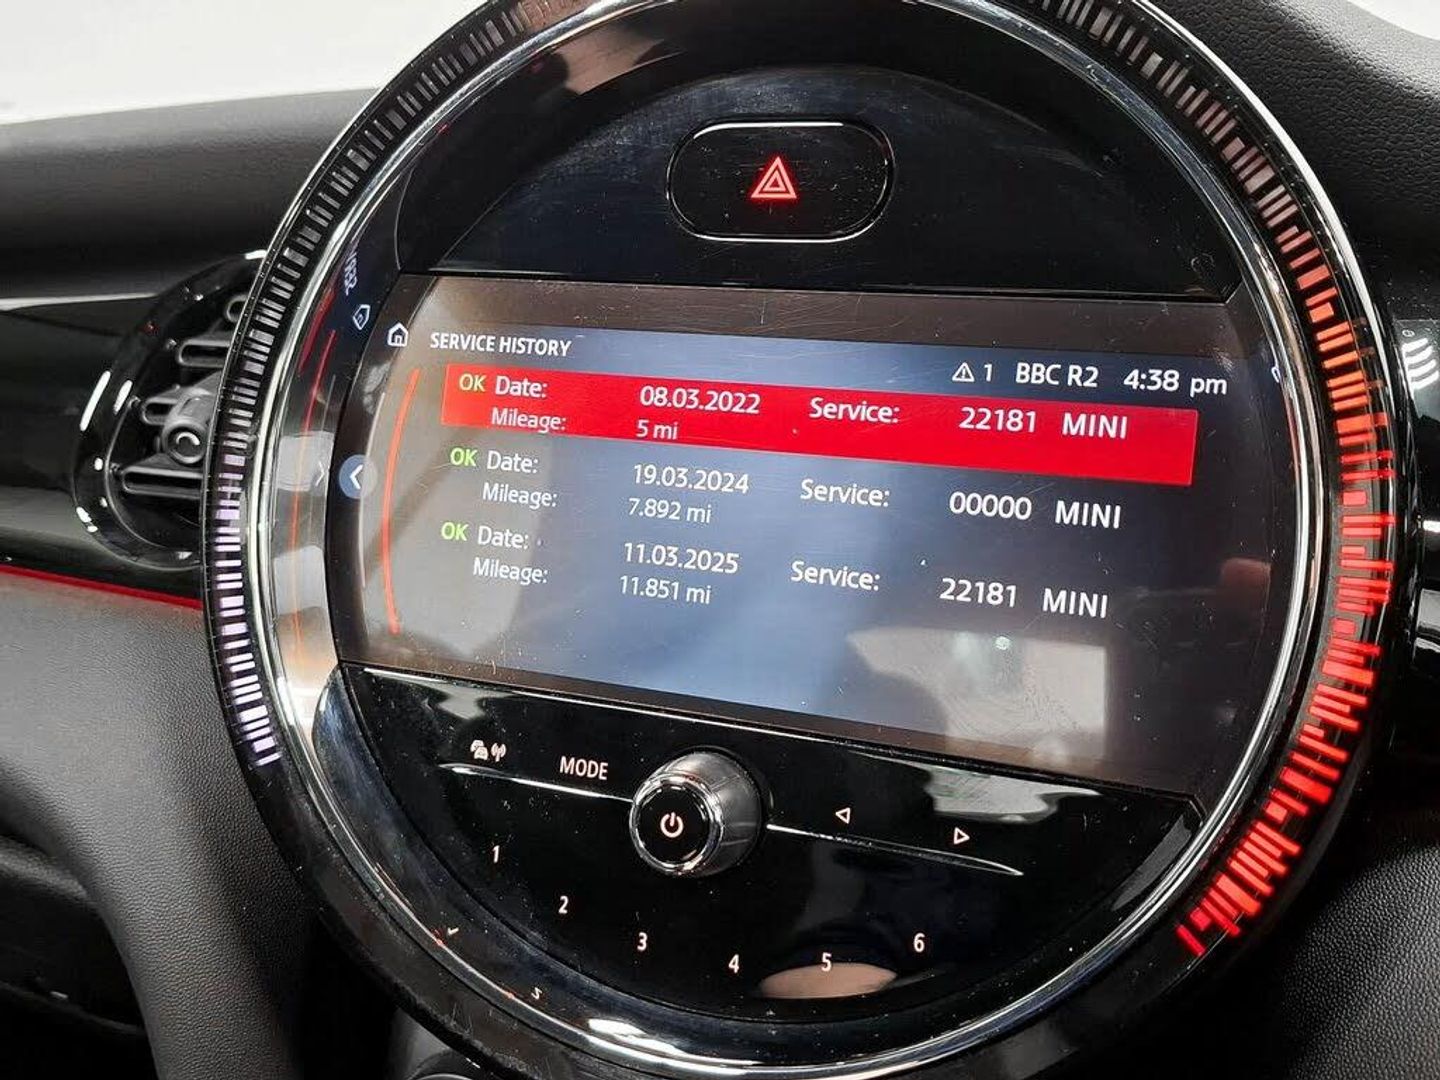 SERVICE HISTORY
1 BBC R2 4:38 pm
OK Date: 08.03.2022 Service: 22181 MINI
Mileage: 5 mi
OK Date: 19.03.2024 Service: 00000 MINI
Mileage: 7.892 mi
OK Date: 11.03.2025 Service: 22181 MINI
Mileage: 11.851 mi
MODE
1
2
3
4
5
6